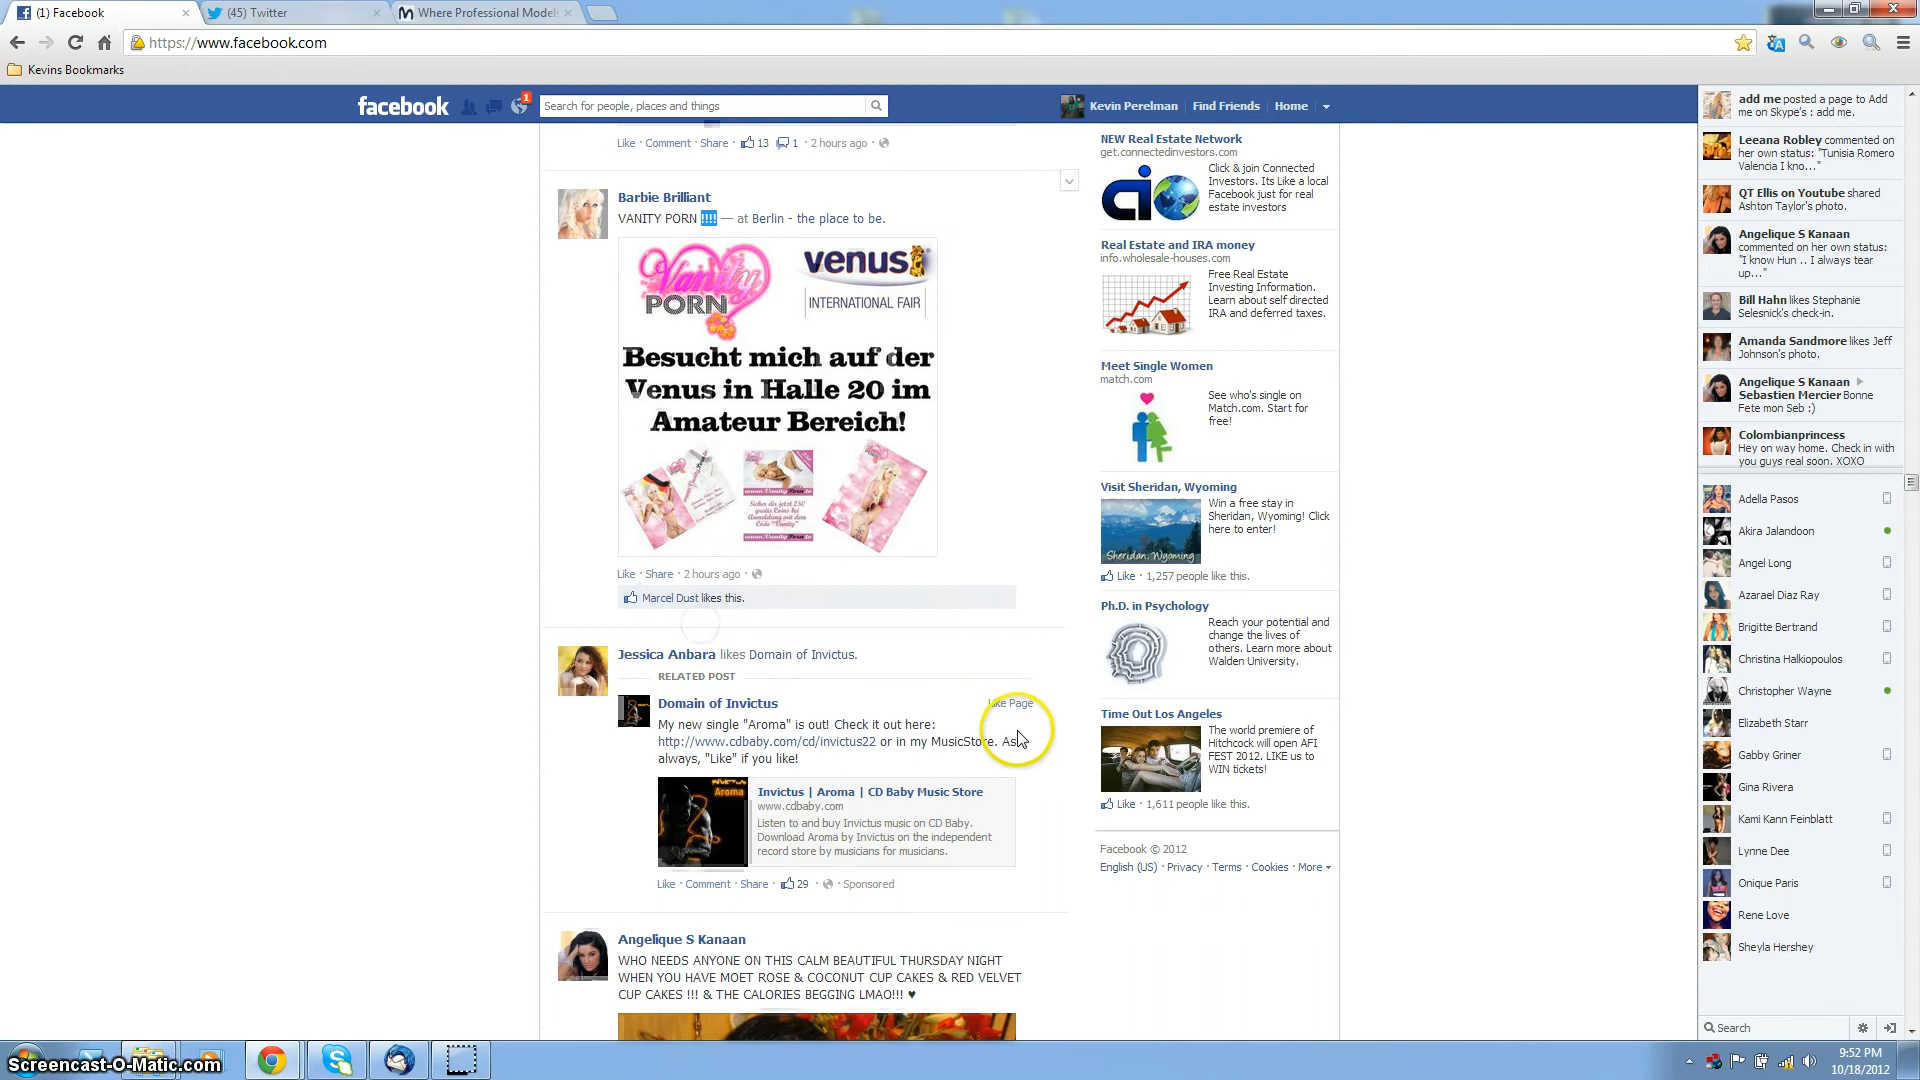 (1) Facebook
(45) Twitter
Where Professional Model
https://www.facebook.com
Kevins Bookmarks
facebook
1
Search for people, places and things
Kevin Perelman
Find Friends
Home
Like · Comment · Share · 13 1 · 2 hours ago ·
Barbie Brilliant
VANITY PORN !!!! — at Berlin - the place to be.
Vanity
PORN
venus
INTERNATIONAL FAIR
Besucht mich auf der
Venus in Halle 20 im
Amateur Bereich!
Sicher dir jetzt 250
gratis Coins bei
Anmeldung mit dem
Code "Vanity"
www.VanityPorn.tv
Like · Share · 2 hours ago ·
Marcel Dust likes this.
Jessica Anbara likes Domain of Invictus.
RELATED POST
Domain of Invictus
Like Page
My new single "Aroma" is out! Check it out here:
http://www.cdbaby.com/cd/invictus22 or in my MusicStore. As
always, "Like" if you like!
Aroma
Invictus | Aroma | CD Baby Music Store
www.cdbaby.com
Listen to and buy Invictus music on CD Baby.
Download Aroma by Invictus on the independent
record store by musicians for musicians.
Like · Comment · Share · 29 · · Sponsored
Angelique S Kanaan
WHO NEEDS ANYONE ON THIS CALM BEAUTIFUL THURSDAY NIGHT
WHEN YOU HAVE MOET ROSE & COCONUT CUP CAKES & RED VELVET
CUP CAKES !!! & THE CALORIES BEGGING LMAO!!! ♥
NEW Real Estate Network
get.connectedinvestors.com
Click & join Connected
Investors. Its Like a local
Facebook just for real
estate investors
Real Estate and IRA money
info.wholesale-houses.com
Free Real Estate
Investing Information.
Learn about self directed
IRA and deferred taxes.
Meet Single Women
match.com
See who's single on
Match.com. Start for
free!
Visit Sheridan, Wyoming
Win a free stay in
Sheridan, Wyoming! Click
here to enter!
Sheridan, Wyoming
Like · 1,257 people like this.
Ph.D. in Psychology
Reach your potential and
change the lives of
others. Learn more about
Walden University.
Time Out Los Angeles
The world premiere of
Hitchcock will open AFI
FEST 2012. LIKE us to
WIN tickets!
Like · 1,611 people like this.
Facebook © 2012
English (US) · Privacy · Terms · Cookies · More
add me posted a page to Add
me on Skype's : add me.
Leeana Robley commented on
her own status: "Tunisia Romero
Valencia I kno..."
QT Ellis on Youtube shared
Ashton Taylor's photo.
Angelique S Kanaan
commented on her own status:
"I know Hun .. I always tear
up..."
Bill Hahn likes Stephanie
Selesnick's check-in.
Amanda Sandmore likes Jeff
Johnson's photo.
Angelique S Kanaan
Sebastien Mercier Bonne
Fete mon Seb :)
Colombianprincess
Hey on way home. Check in with
you guys real soon. XOXO
Adella Pasos
Akira Jalandoon
Angel Long
Azarael Diaz Ray
Brigitte Bertrand
Christina Halkiopoulos
Christopher Wayne
Elizabeth Starr
Gabby Griner
Gina Rivera
Kami Kann Feinblatt
Lynne Dee
Onique Paris
Rene Love
Sheyla Hershey
Search
Screencast-O-Matic.com
9:52 PM
10/18/2012